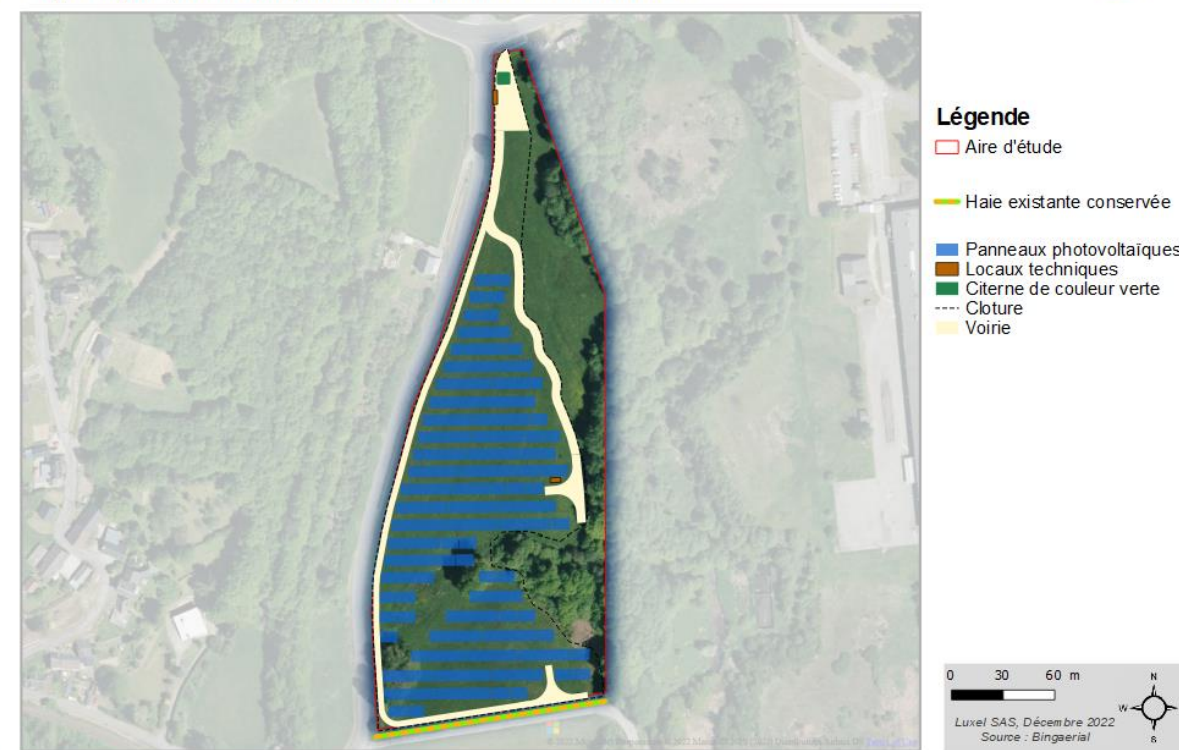 Légende
Aire d'étude
Haie existante conservée
Panneaux photovoltaïques
Locaux techniques
Citerne de couleur verte
Cloture
Voirie
0 30 60 m
N
W
S
Luxel SAS, Décembre 2022
Source : Bingaerial